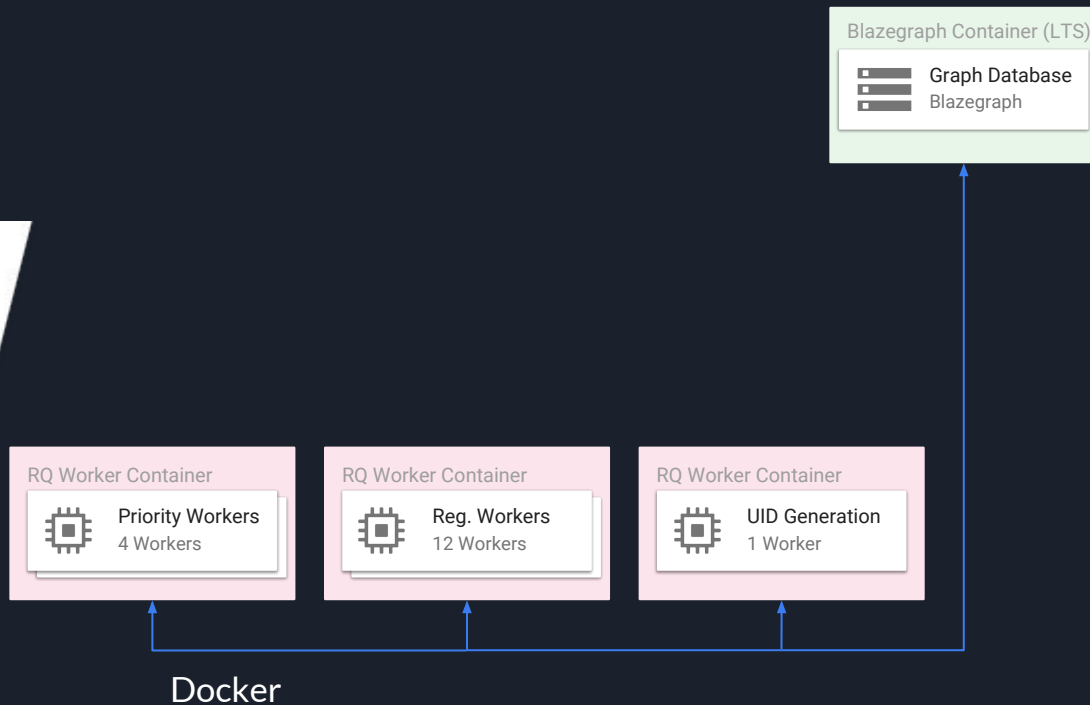 Blazegraph Container (LTS)
Graph Database
Blazegraph
RQ Worker Container
Priority Workers
4 Workers
RQ Worker Container
Reg. Workers
12 Workers
RQ Worker Container
UID Generation
1 Worker
Docker